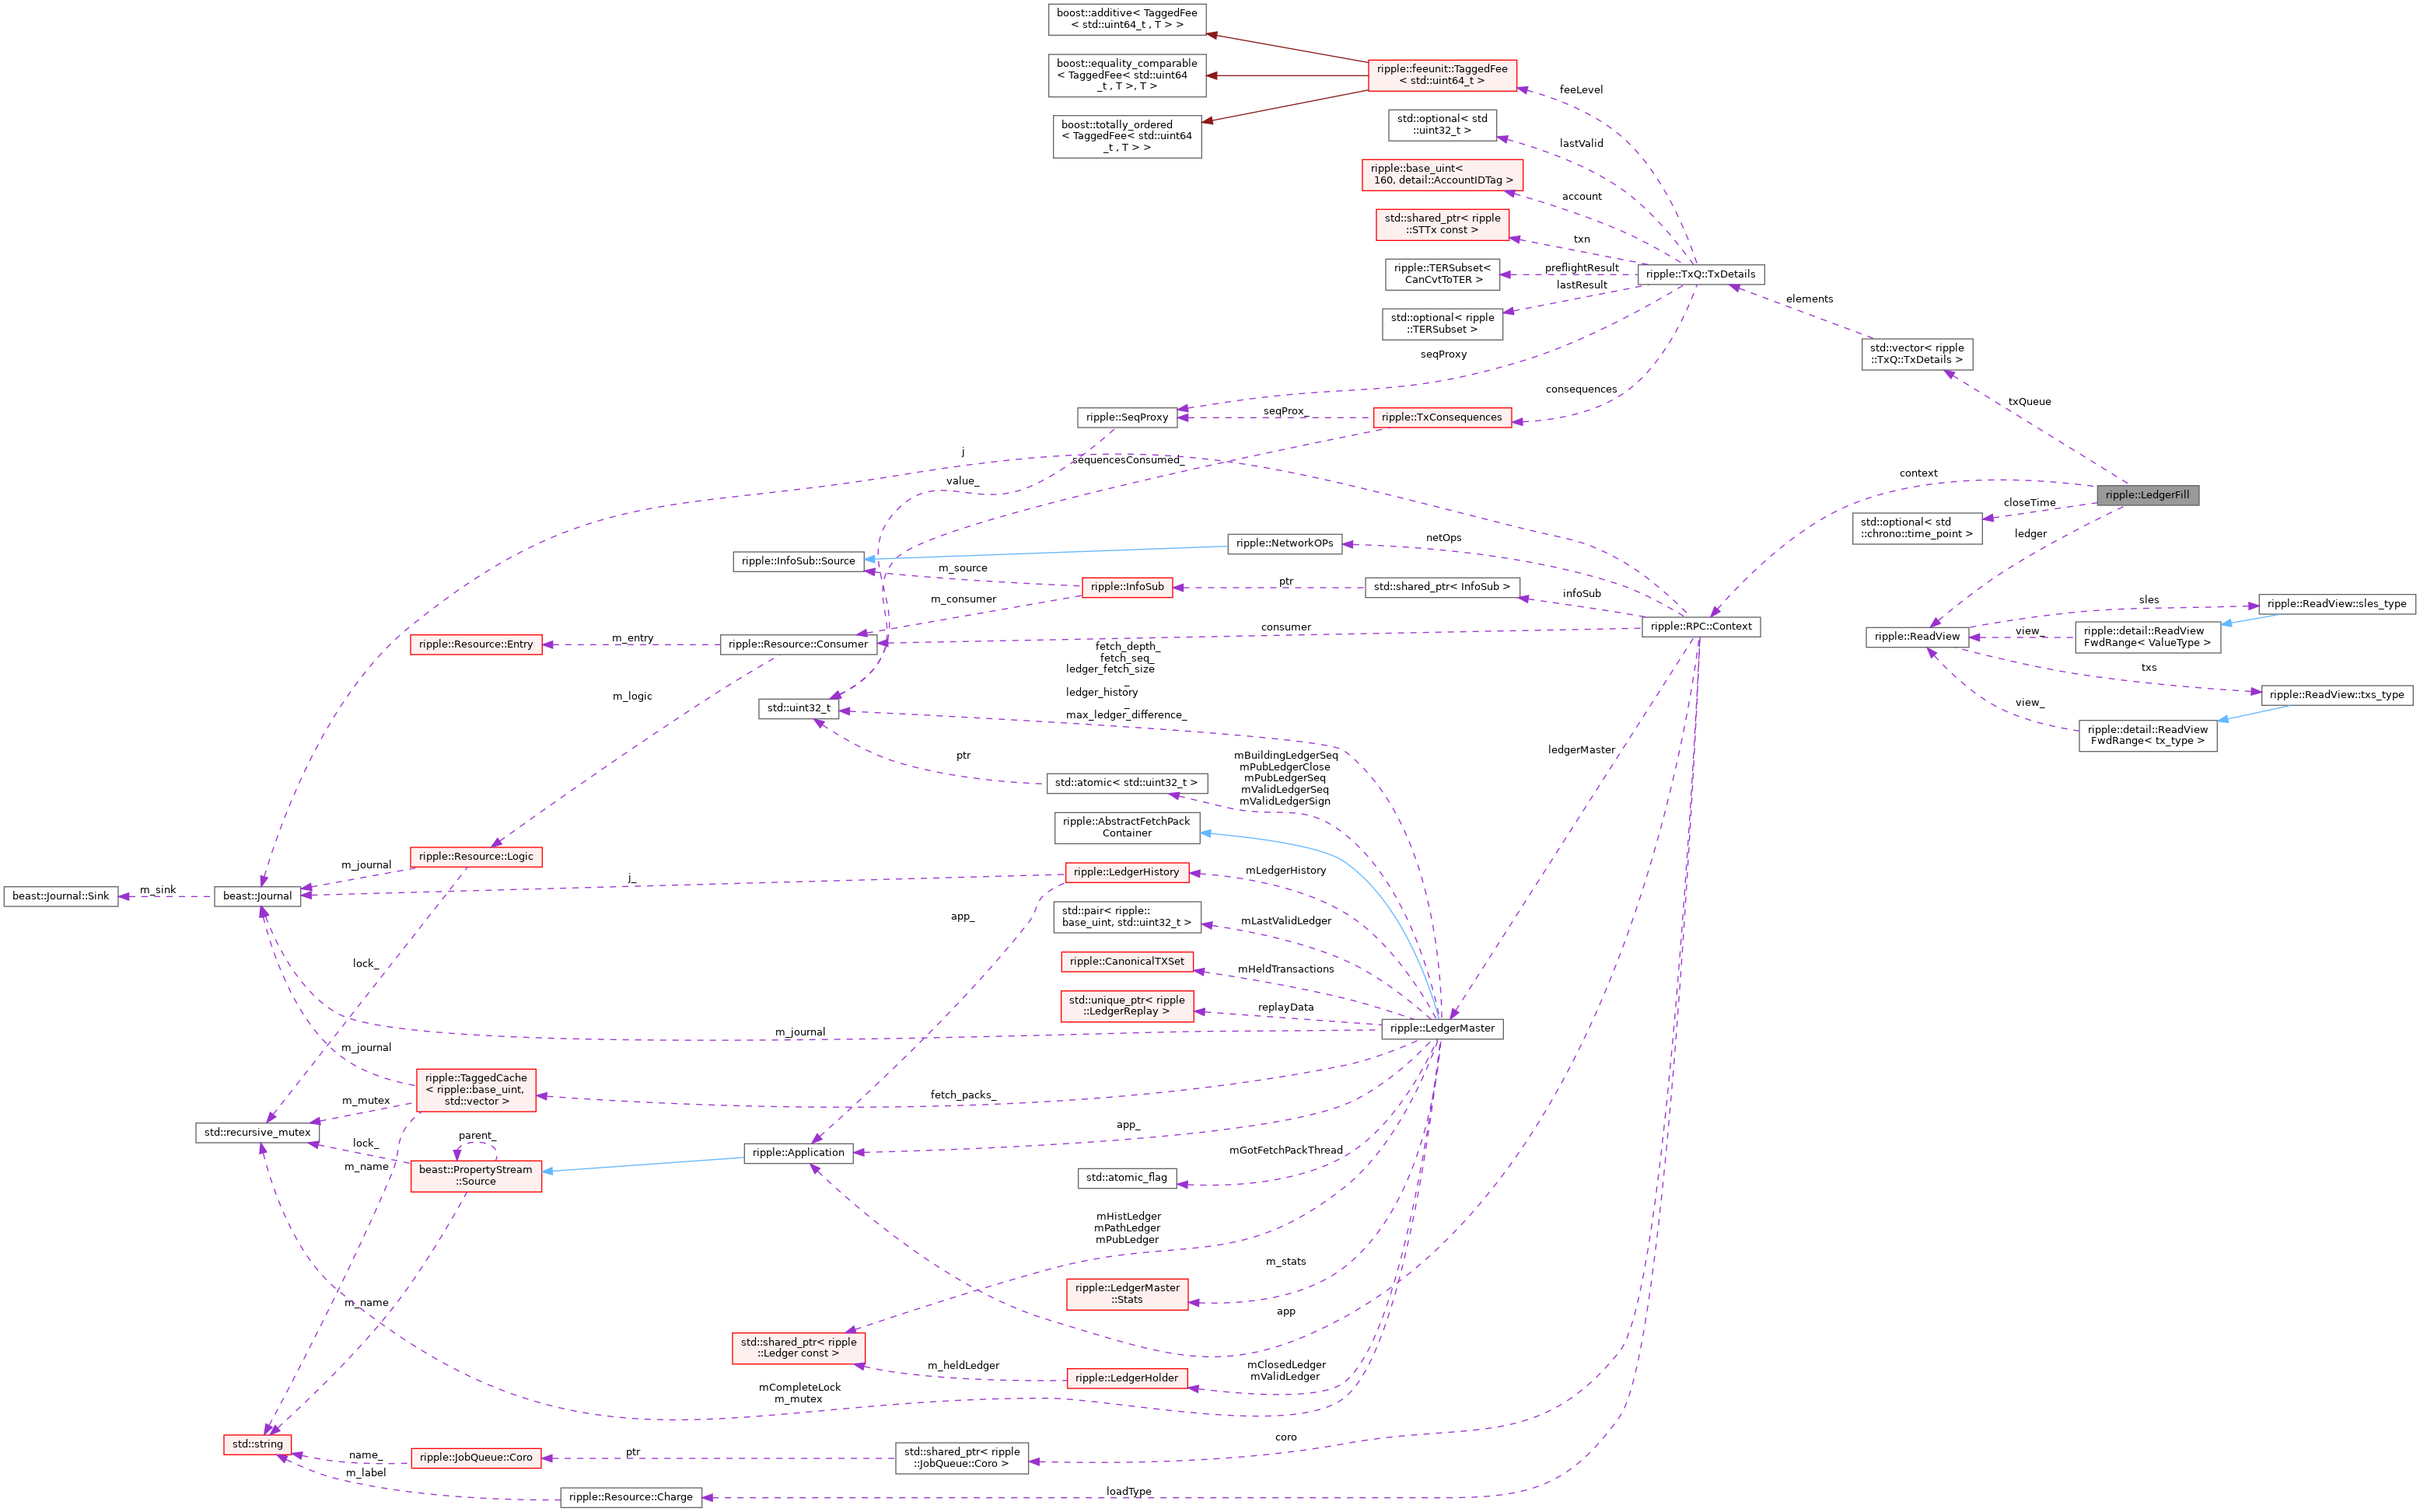 boost::additive< TaggedFee
< std::uint64_t , T > >
boost::equality_comparable
< TaggedFee< std::uint64
_t , T >, T >
boost::totally_ordered
< TaggedFee< std::uint64
_t , T > >
ripple::feeunit::TaggedFee
< std::uint64_t >
feeLevel
std::optional< std
::uint32_t >
lastValid
ripple::base_uint<
160, detail::AccountIDTag >
account
std::shared_ptr< ripple
::STTx const >
txn
ripple::TERSubset<
CanCvtToTER >
preflightResult
lastResult
ripple::TxQ::TxDetails
std::optional< ripple
::TERSubset >
elements
seqProxy
std::vector< ripple
::TxQ::TxDetails >
consequences
txQueue
ripple::SeqProxy
seqProx_
ripple::TxConsequences
j
sequencesConsumed_
value_
context
ripple::LedgerFill
closeTime
std::optional< std
::chrono::time_point >
ledger
ripple::InfoSub::Source
ripple::NetworkOPs
netOps
m_source
ripple::InfoSub
ptr
std::shared_ptr< InfoSub >
infoSub
m_consumer
ripple::RPC::Context
consumer
ripple::Resource::Entry
m_entry
ripple::Resource::Consumer
ripple::ReadView
sles
ripple::ReadView::sles_type
view_
ripple::detail::ReadView
FwdRange< ValueType >
txs
ripple::ReadView::txs_type
view_
ripple::detail::ReadView
FwdRange< tx_type >
fetch_depth_
fetch_seq_
ledger_fetch_size
_
ledger_history
_
max_ledger_difference_
m_logic
std::uint32_t
ptr
std::atomic< std::uint32_t >
mBuildingLedgerSeq
mPubLedgerClose
mPubLedgerSeq
mValidLedgerSeq
mValidLedgerSign
ledgerMaster
ripple::AbstractFetchPack
Container
ripple::Resource::Logic
m_journal
ripple::LedgerHistory
mLedgerHistory
j_
beast::Journal::Sink
m_sink
beast::Journal
app_
std::pair< ripple::
base_uint, std::uint32_t >
mLastValidLedger
lock_
ripple::CanonicalTXSet
mHeldTransactions
std::unique_ptr< ripple
::LedgerReplay >
replayData
ripple::LedgerMaster
m_journal
m_journal
ripple::TaggedCache
< ripple::base_uint,
std::vector >
fetch_packs_
m_mutex
std::recursive_mutex
lock_
parent_
app_
m_name
beast::PropertyStream
::Source
ripple::Application
mGotFetchPackThread
std::atomic_flag
mHistLedger
mPathLedger
mPubLedger
m_stats
ripple::LedgerMaster
::Stats
m_name
app
std::shared_ptr< ripple
::Ledger const >
m_heldLedger
ripple::LedgerHolder
mClosedLedger
mValidLedger
mCompleteLock
m_mutex
std::string
name_
ripple::JobQueue::Coro
ptr
std::shared_ptr< ripple
::JobQueue::Coro >
coro
m_label
ripple::Resource::Charge
loadType